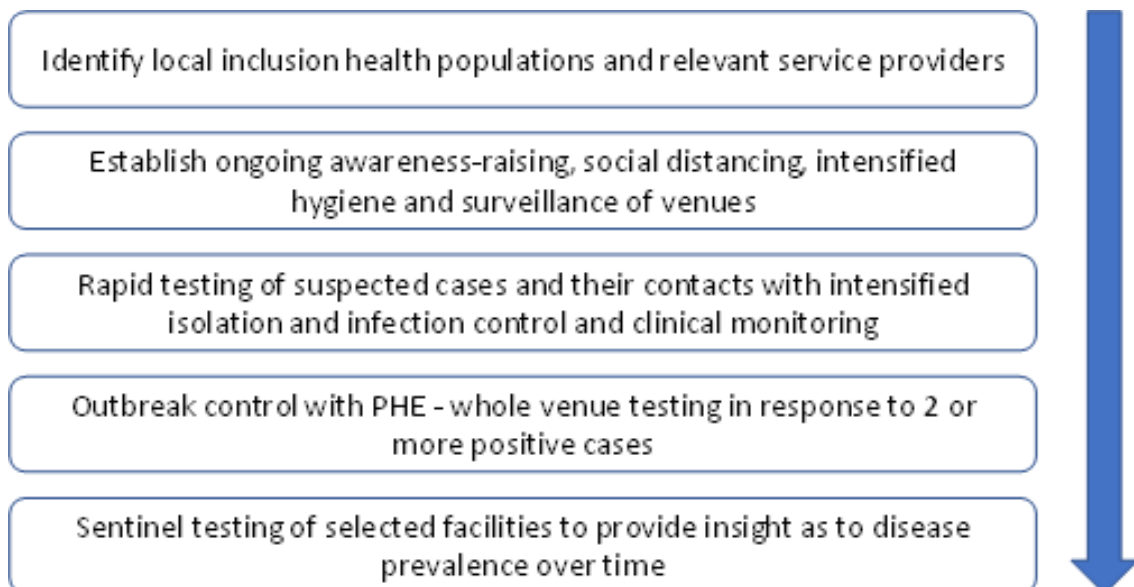 Identify local inclusion health populations and relevant service providers
Establish ongoing awareness-raising, social distancing, intensified
hygiene and surveillance of venues
Rapid testing of suspected cases and their contacts with intensified
isolation and infection control and clinical monitoring
Outbreak control with PHE - whole venue testing in response to 2 or
more positive cases
Sentinel testing of selected facilities to provide insight as to disease
prevalence over time